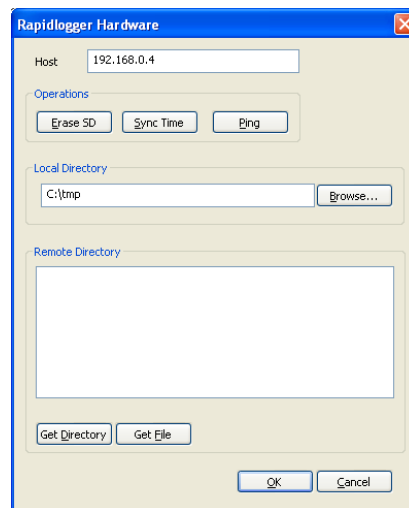 Rapidlogger Hardware
Host 192.168.0.4
Operations
Erase SD Sync Time Ping
Local Directory
C:\tmp Browse...
Remote Directory
Get Directory Get File
OK Cancel